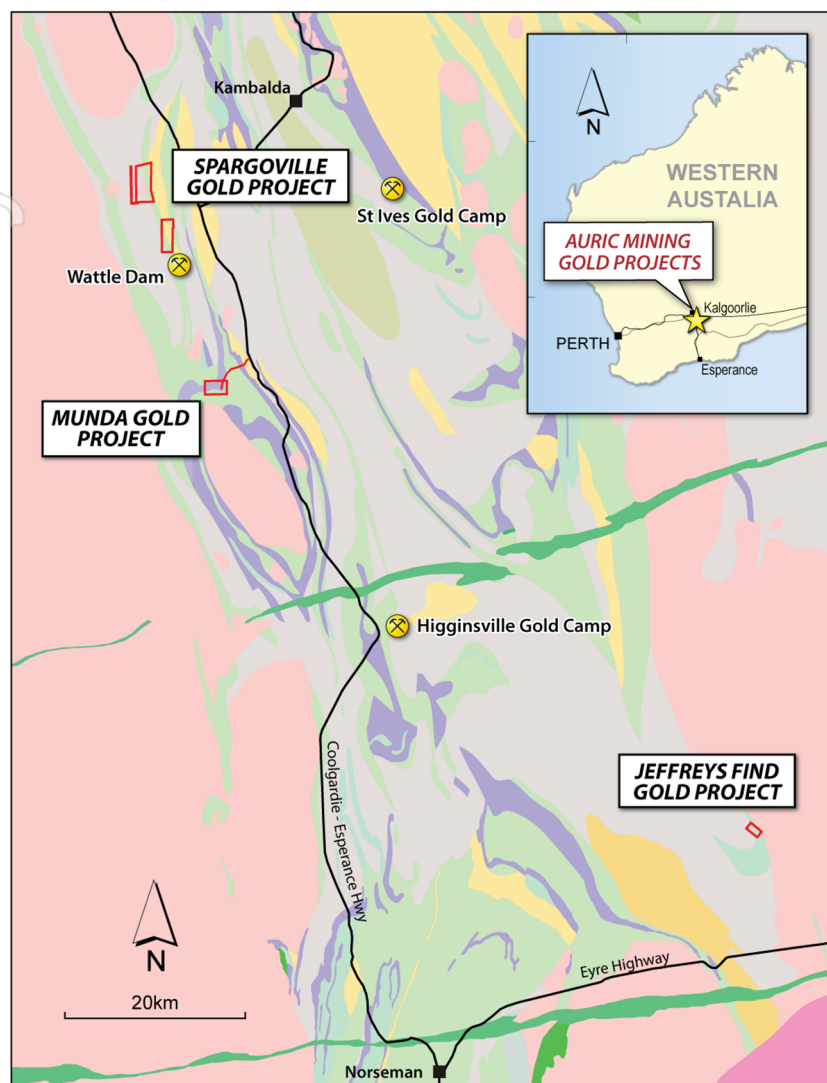 Kambalda
SPARGOVILLE
GOLD PROJECT
St Ives Gold Camp
Wattle Dam
MUNDA GOLD
PROJECT
Higginsville Gold Camp
JEFFREYS FIND
GOLD PROJECT
Coolgardie - Esperance Hwy
Eyre Highway
Norseman
N
20km
N
WESTERN
AUSTALIA
AURIC MINING
GOLD PROJECTS
Kalgoorlie
PERTH
Esperance